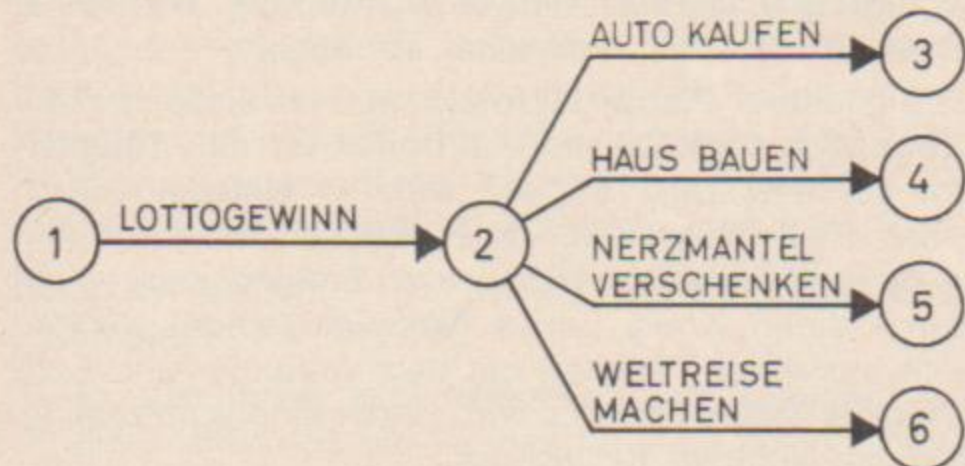 AUTO KAUFEN
3
HAUS BAUEN
4
1
LOTTOGEWINN
2
NERZMANTEL
VERSCHENKEN
5
WELTREISE
MACHEN
6